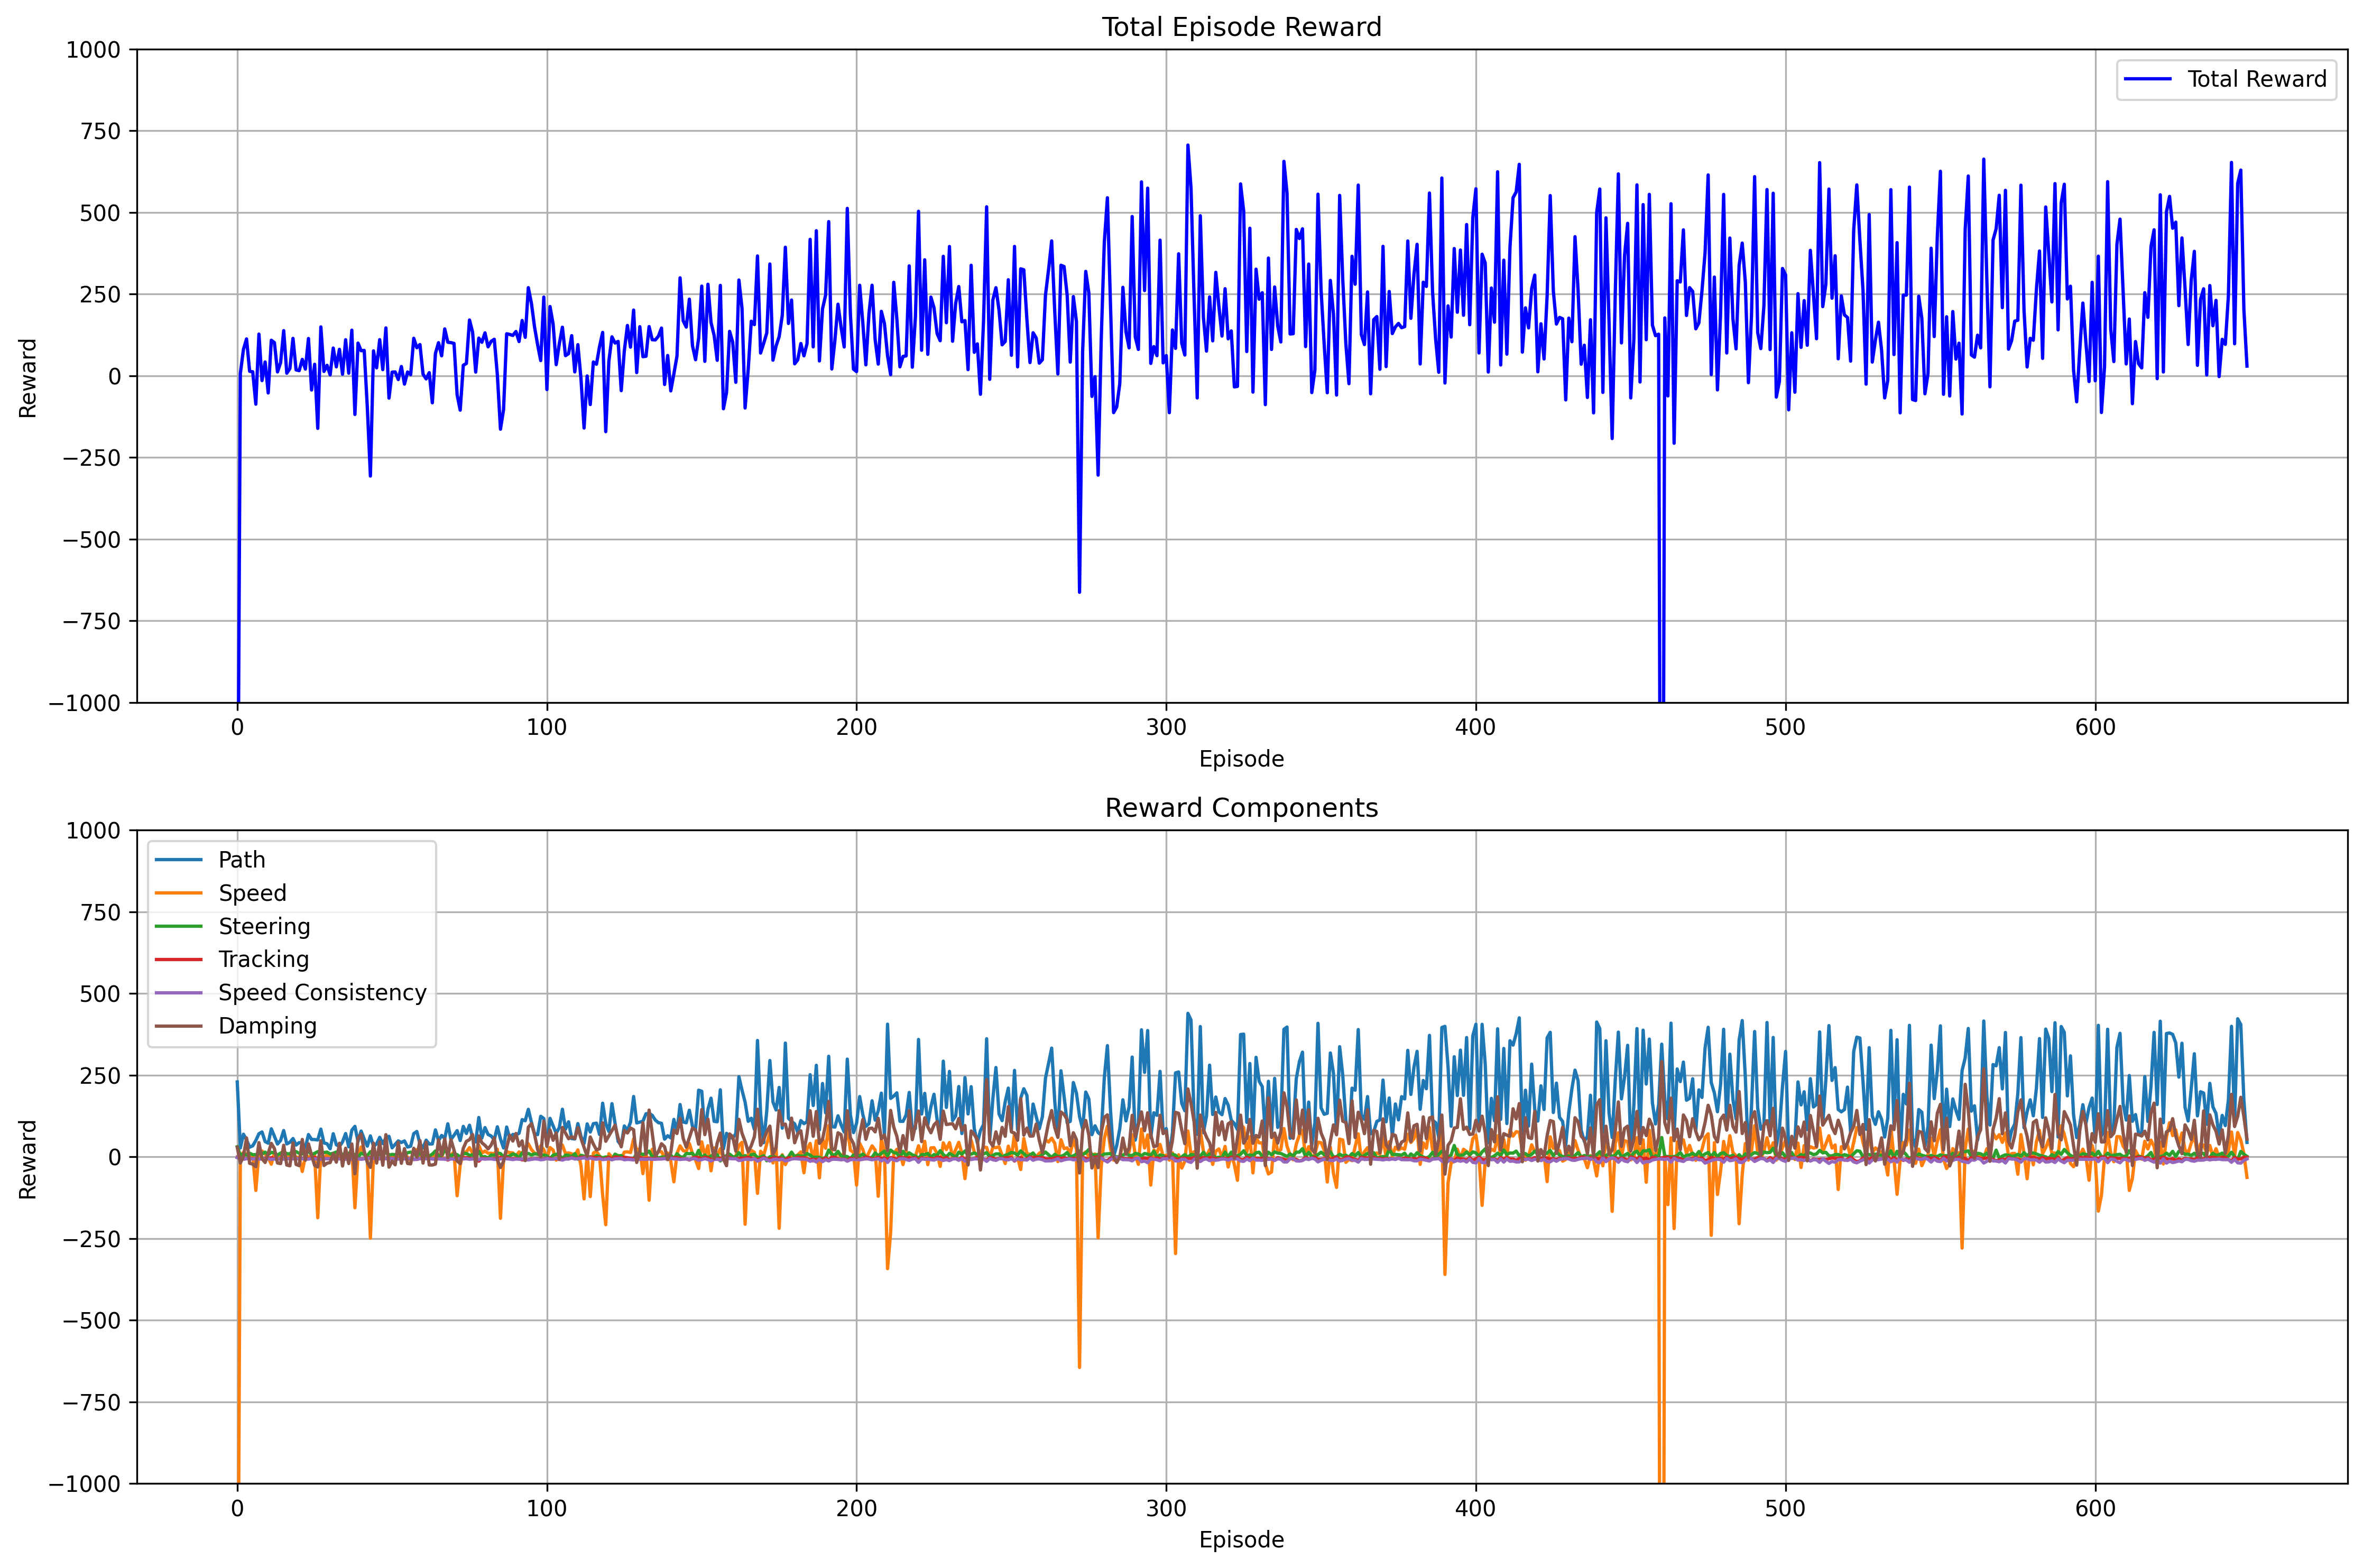 Total Episode Reward
1000
750
500
250
0
−250
−500
−750
−1000
Reward
Total Reward
0 100 200 300 400 500 600
Episode
Reward Components
1000
750
500
250
0
−250
−500
−750
−1000
Reward
Path
Speed
Steering
Tracking
Speed Consistency
Damping
0 100 200 300 400 500 600
Episode